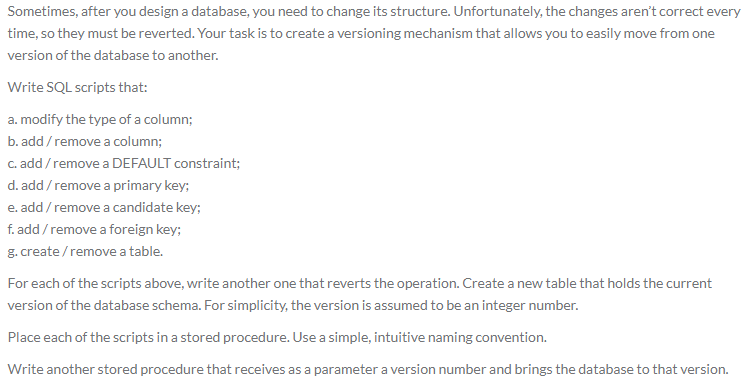 Sometimes, after you design a database, you need to change its structure. Unfortunately, the changes aren't correct every
time, so they must be reverted. Your task is to create a versioning mechanism that allows you to easily move from one
version of the database to another.
Write SQL scripts that:
a. modify the type of a column;
b. add / remove a column;
c. add / remove a DEFAULT constraint;
d. add / remove a primary key;
e. add / remove a candidate key;
f. add / remove a foreign key;
g. create / remove a table.
For each of the scripts above, write another one that reverts the operation. Create a new table that holds the current
version of the database schema. For simplicity, the version is assumed to be an integer number.
Place each of the scripts in a stored procedure. Use a simple, intuitive naming convention.
Write another stored procedure that receives as a parameter a version number and brings the database to that version.